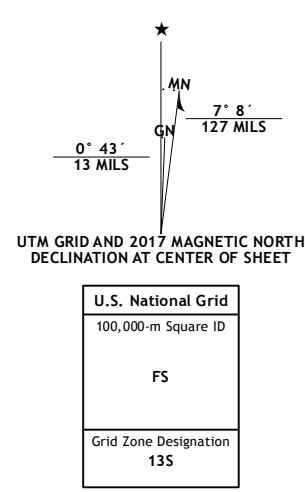 ★
MN
7° 8´
127 MILS
GN
0° 43´
13 MILS
UTM GRID AND 2017 MAGNETIC NORTH
DECLINATION AT CENTER OF SHEET
U.S. National Grid
100,000-m Square ID
FS
Grid Zone Designation
13S